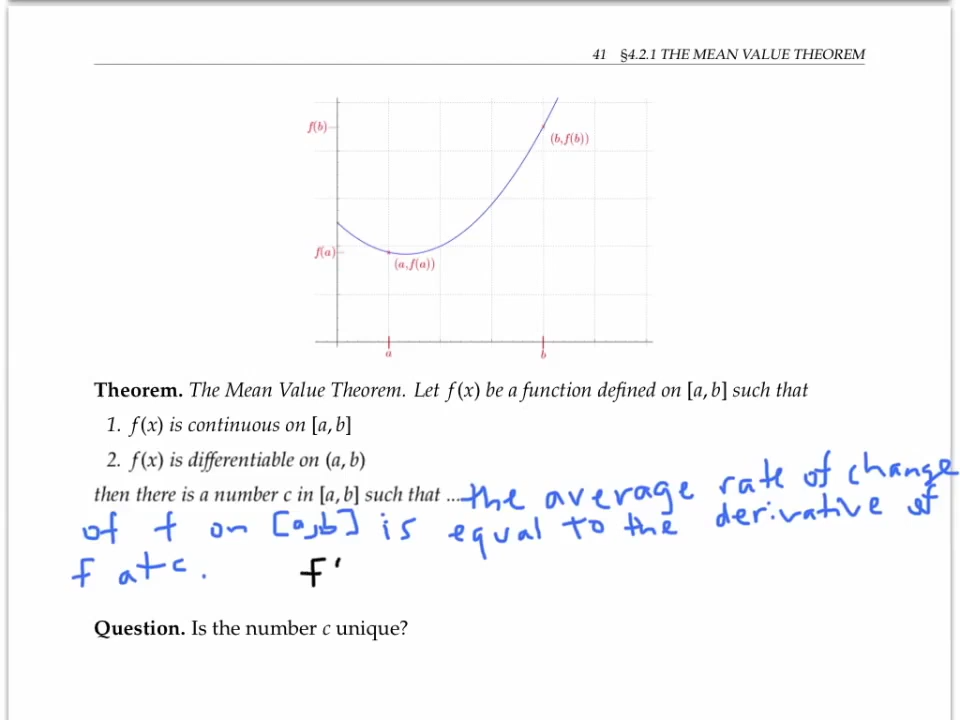 41 §4.2.1 THE MEAN VALUE THEOREM
f(b)
(b,f(b))
f(a)
(a,f(a))
a
b
Theorem. The Mean Value Theorem. Let f(x) be a function defined on [a, b] such that
1. f(x) is continuous on [a, b]
2. f(x) is differentiable on (a, b)
then there is a number c in [a, b] such that ... the average rate of change
of f on [a,b] is equal to the derivative of
f at c. f'
Question. Is the number c unique?